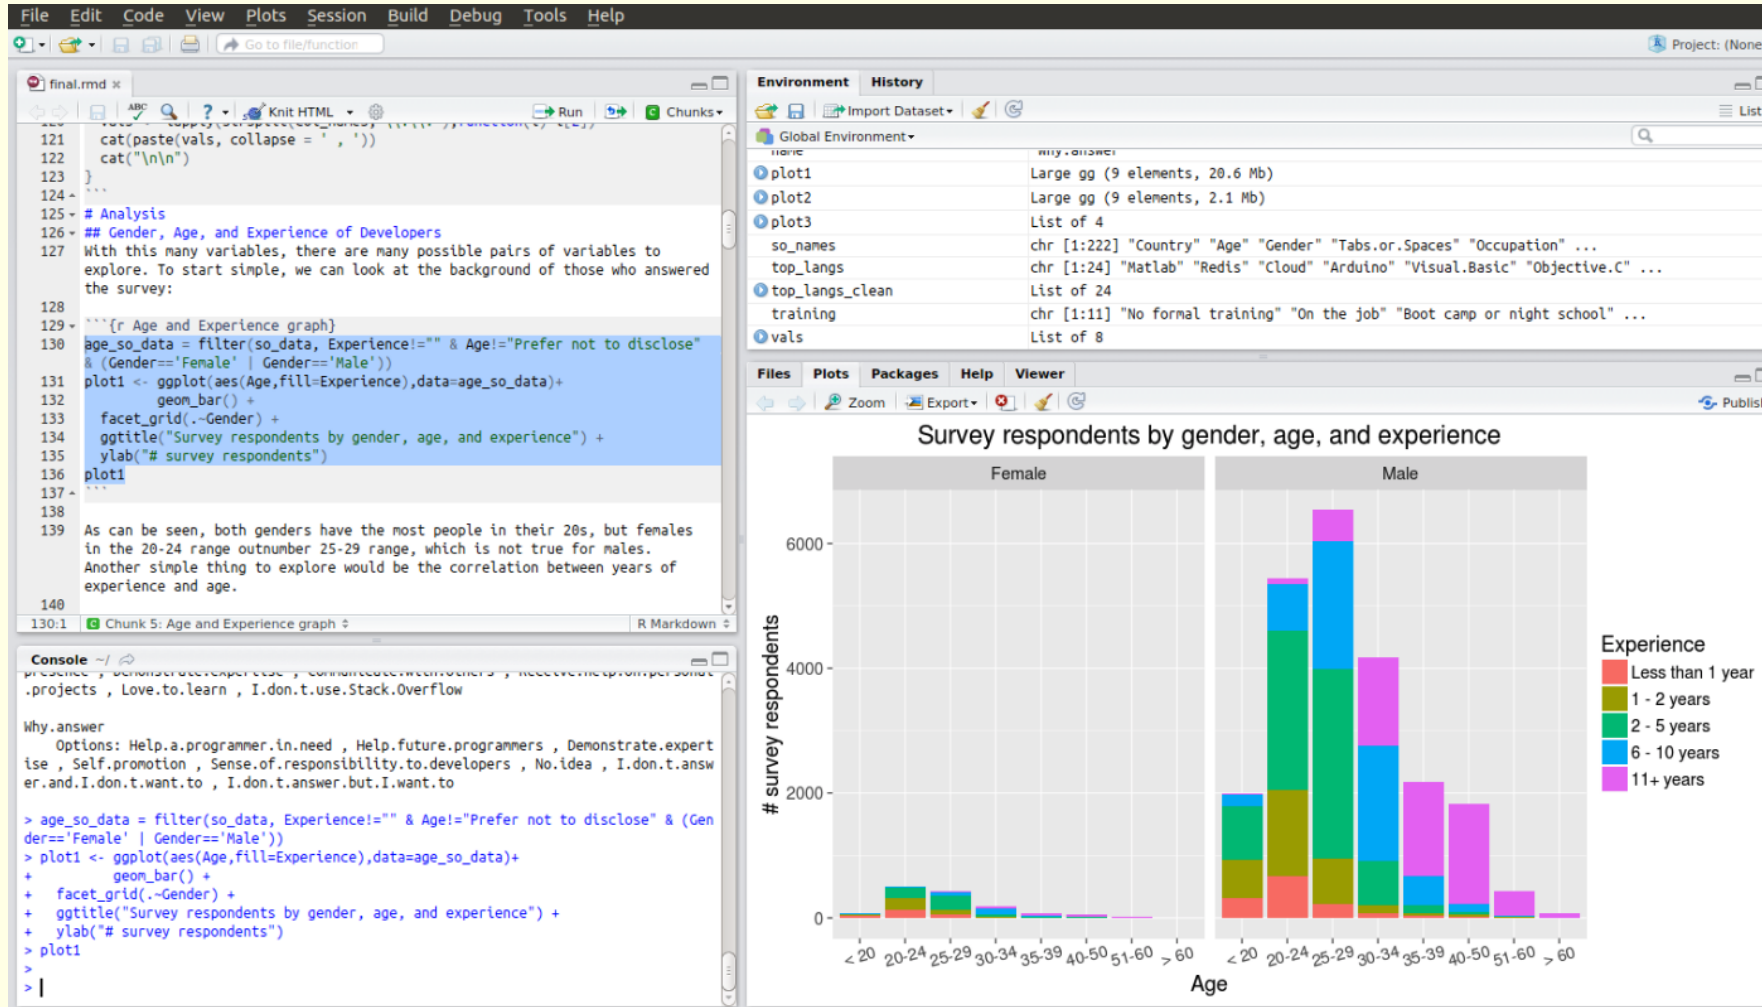 File Edit Code View Plots Session Build Debug Tools Help
Go to file/function
Project: (None
final.rmd
ABC ? Knit HTML Run Chunks
121 cat(paste(vals, collapse = ' , '))
122 cat("\n\n")
123 }
124 ```
125 # Analysis
126 ## Gender, Age, and Experience of Developers
127 With this many variables, there are many possible pairs of variables to
explore. To start simple, we can look at the background of those who answered
the survey:
128
129 ```{r Age and Experience graph}
130 age_so_data = filter(so_data, Experience!="" & Age!="Prefer not to disclose"
& (Gender=='Female' | Gender=='Male'))
131 plot1 <- ggplot(aes(Age,fill=Experience),data=age_so_data)+
132 geom_bar() +
133 facet_grid(.~Gender) +
134 ggtitle("Survey respondents by gender, age, and experience") +
135 ylab("# survey respondents")
136 plot1
137 ```
138
139 As can be seen, both genders have the most people in their 20s, but females
in the 20-24 range outnumber 25-29 range, which is not true for males.
Another simple thing to explore would be the correlation between years of
experience and age.
140
130:1 C Chunk 5: Age and Experience graph R Markdown
Console ~/
.projects , Love.to.learn , I.don.t.use.Stack.Overflow
Why.answer
Options: Help.a.programmer.in.need , Help.future.programmers , Demonstrate.expert
ise , Self.promotion , Sense.of.responsibility.to.developers , No.idea , I.don.t.answ
er.and.I.don.t.want.to , I.don.t.answer.but.I.want.to
> age_so_data = filter(so_data, Experience!="" & Age!="Prefer not to disclose" & (Gen
der=='Female' | Gender=='Male'))
> plot1 <- ggplot(aes(Age,fill=Experience),data=age_so_data)+
+ geom_bar() +
+ facet_grid(.~Gender) +
+ ggtitle("Survey respondents by gender, age, and experience") +
+ ylab("# survey respondents")
> plot1
>
>
Environment History
Import Dataset List
Global Environment
name Why.answer
plot1 Large gg (9 elements, 20.6 Mb)
plot2 Large gg (9 elements, 2.1 Mb)
plot3 List of 4
so_names chr [1:222] "Country" "Age" "Gender" "Tabs.or.Spaces" "Occupation" ...
top_langs chr [1:24] "Matlab" "Redis" "Cloud" "Arduino" "Visual.Basic" "Objective.C" ...
top_langs_clean List of 24
training chr [1:11] "No formal training" "On the job" "Boot camp or night school" ...
vals List of 8
Files Plots Packages Help Viewer
Zoom Export Publis
Survey respondents by gender, age, and experience
Female Male
6000
4000
2000
0
# survey respondents
< 20 20-24 25-29 30-34 35-39 40-50 51-60 > 60
< 20 20-24 25-29 30-34 35-39 40-50 51-60 > 60
Age
Experience
Less than 1 year
1 - 2 years
2 - 5 years
6 - 10 years
11+ years